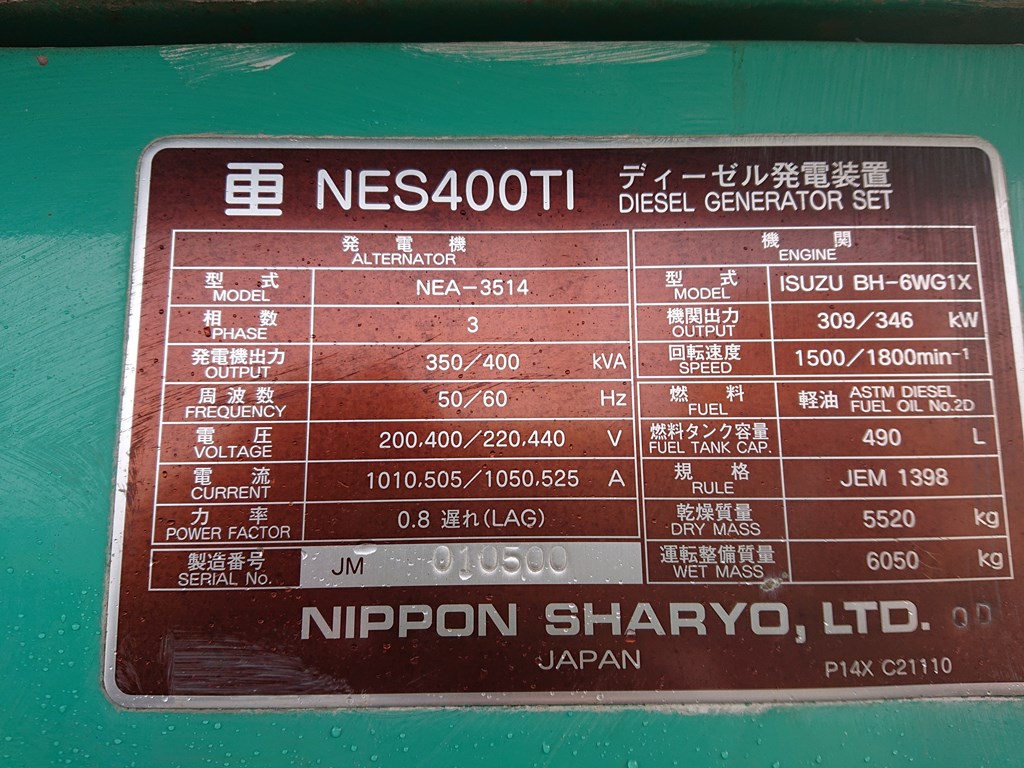 NES400TI ディーゼル発電装置
DIESEL GENERATOR SET
発電機
ALTERNATOR
型式 NEA-3514
MODEL
相数 3
PHASE
発電機出力 350/400 kVA
OUTPUT
周波数 50/60 Hz
FREQUENCY
電圧 200,400/220,440 V
VOLTAGE
電流 1010,505/1050,525 A
CURRENT
力率 0.8 遅れ(LAG)
POWER FACTOR
製造番号 JM 010500
SERIAL No.
機関
ENGINE
型式 ISUZU BH-6WG1X
MODEL
機関出力 309/346 kW
OUTPUT
回転速度 1500/1800min-1
SPEED
燃料 軽油 ASTM DIESEL
FUEL FUEL OIL No.2D
燃料タンク容量 490 L
FUEL TANK CAP.
規格 JEM 1398
RULE
乾燥質量 5520 kg
DRY MASS
運転整備質量 6050 kg
WET MASS
NIPPON SHARYO, LTD.
JAPAN
P14X C21110